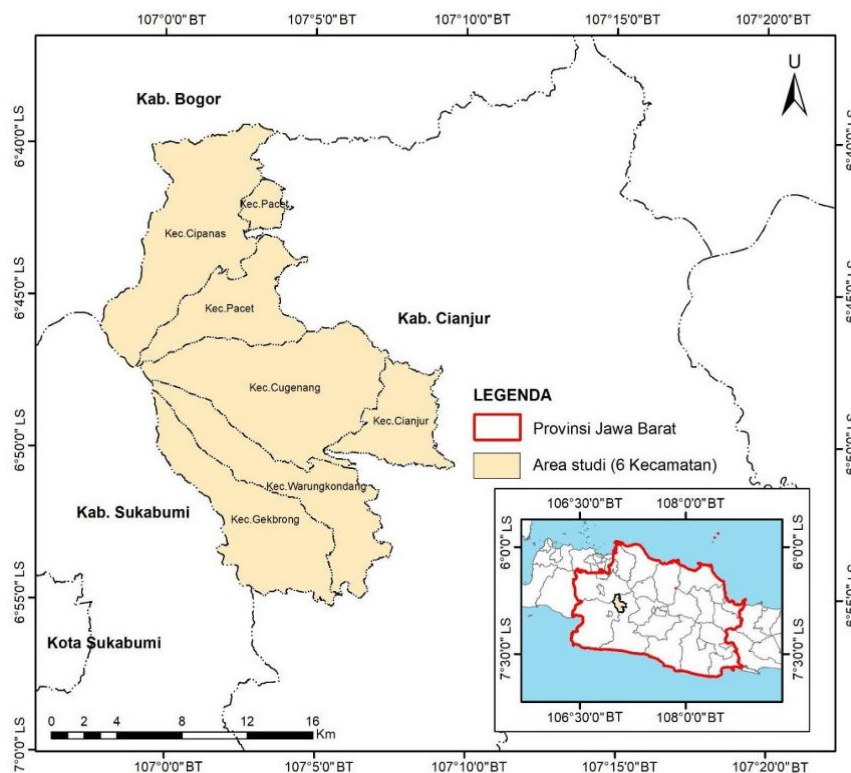 107°0'0"BT
107°5'0"BT
107°10'0"BT
107°15'0"BT
107°20'0"BT
U
Kab. Bogor
6°40'0" LS
6°40'0" LS
Kec.Pacet
Kec.Cipanas
6°45'0" LS
6°45'0" LS
Kec.Pacet
Kab. Cianjur
Kec.Cugenang
LEGENDA
Kec.Cianjur
Provinsi Jawa Barat
6°50'0" LS
6°50'0" LS
Area studi (6 Kecamatan)
Kec.Warungkondang
Kab. Sukabumi
Kec.Gekbrong
106°30'0"BT
108°0'0"BT
6°0'0" LS
6°0'0" LS
6°55'0" LS
6°55'0" LS
Kota Sukabumi
7°30'0" LS
7°30'0" LS
106°30'0"BT
108°0'0"BT
0 1 2 4 8 12 16
Km
7°0'0" LS
107°0'0"BT
107°5'0"BT
107°10'0"BT
107°15'0"BT
107°20'0"BT